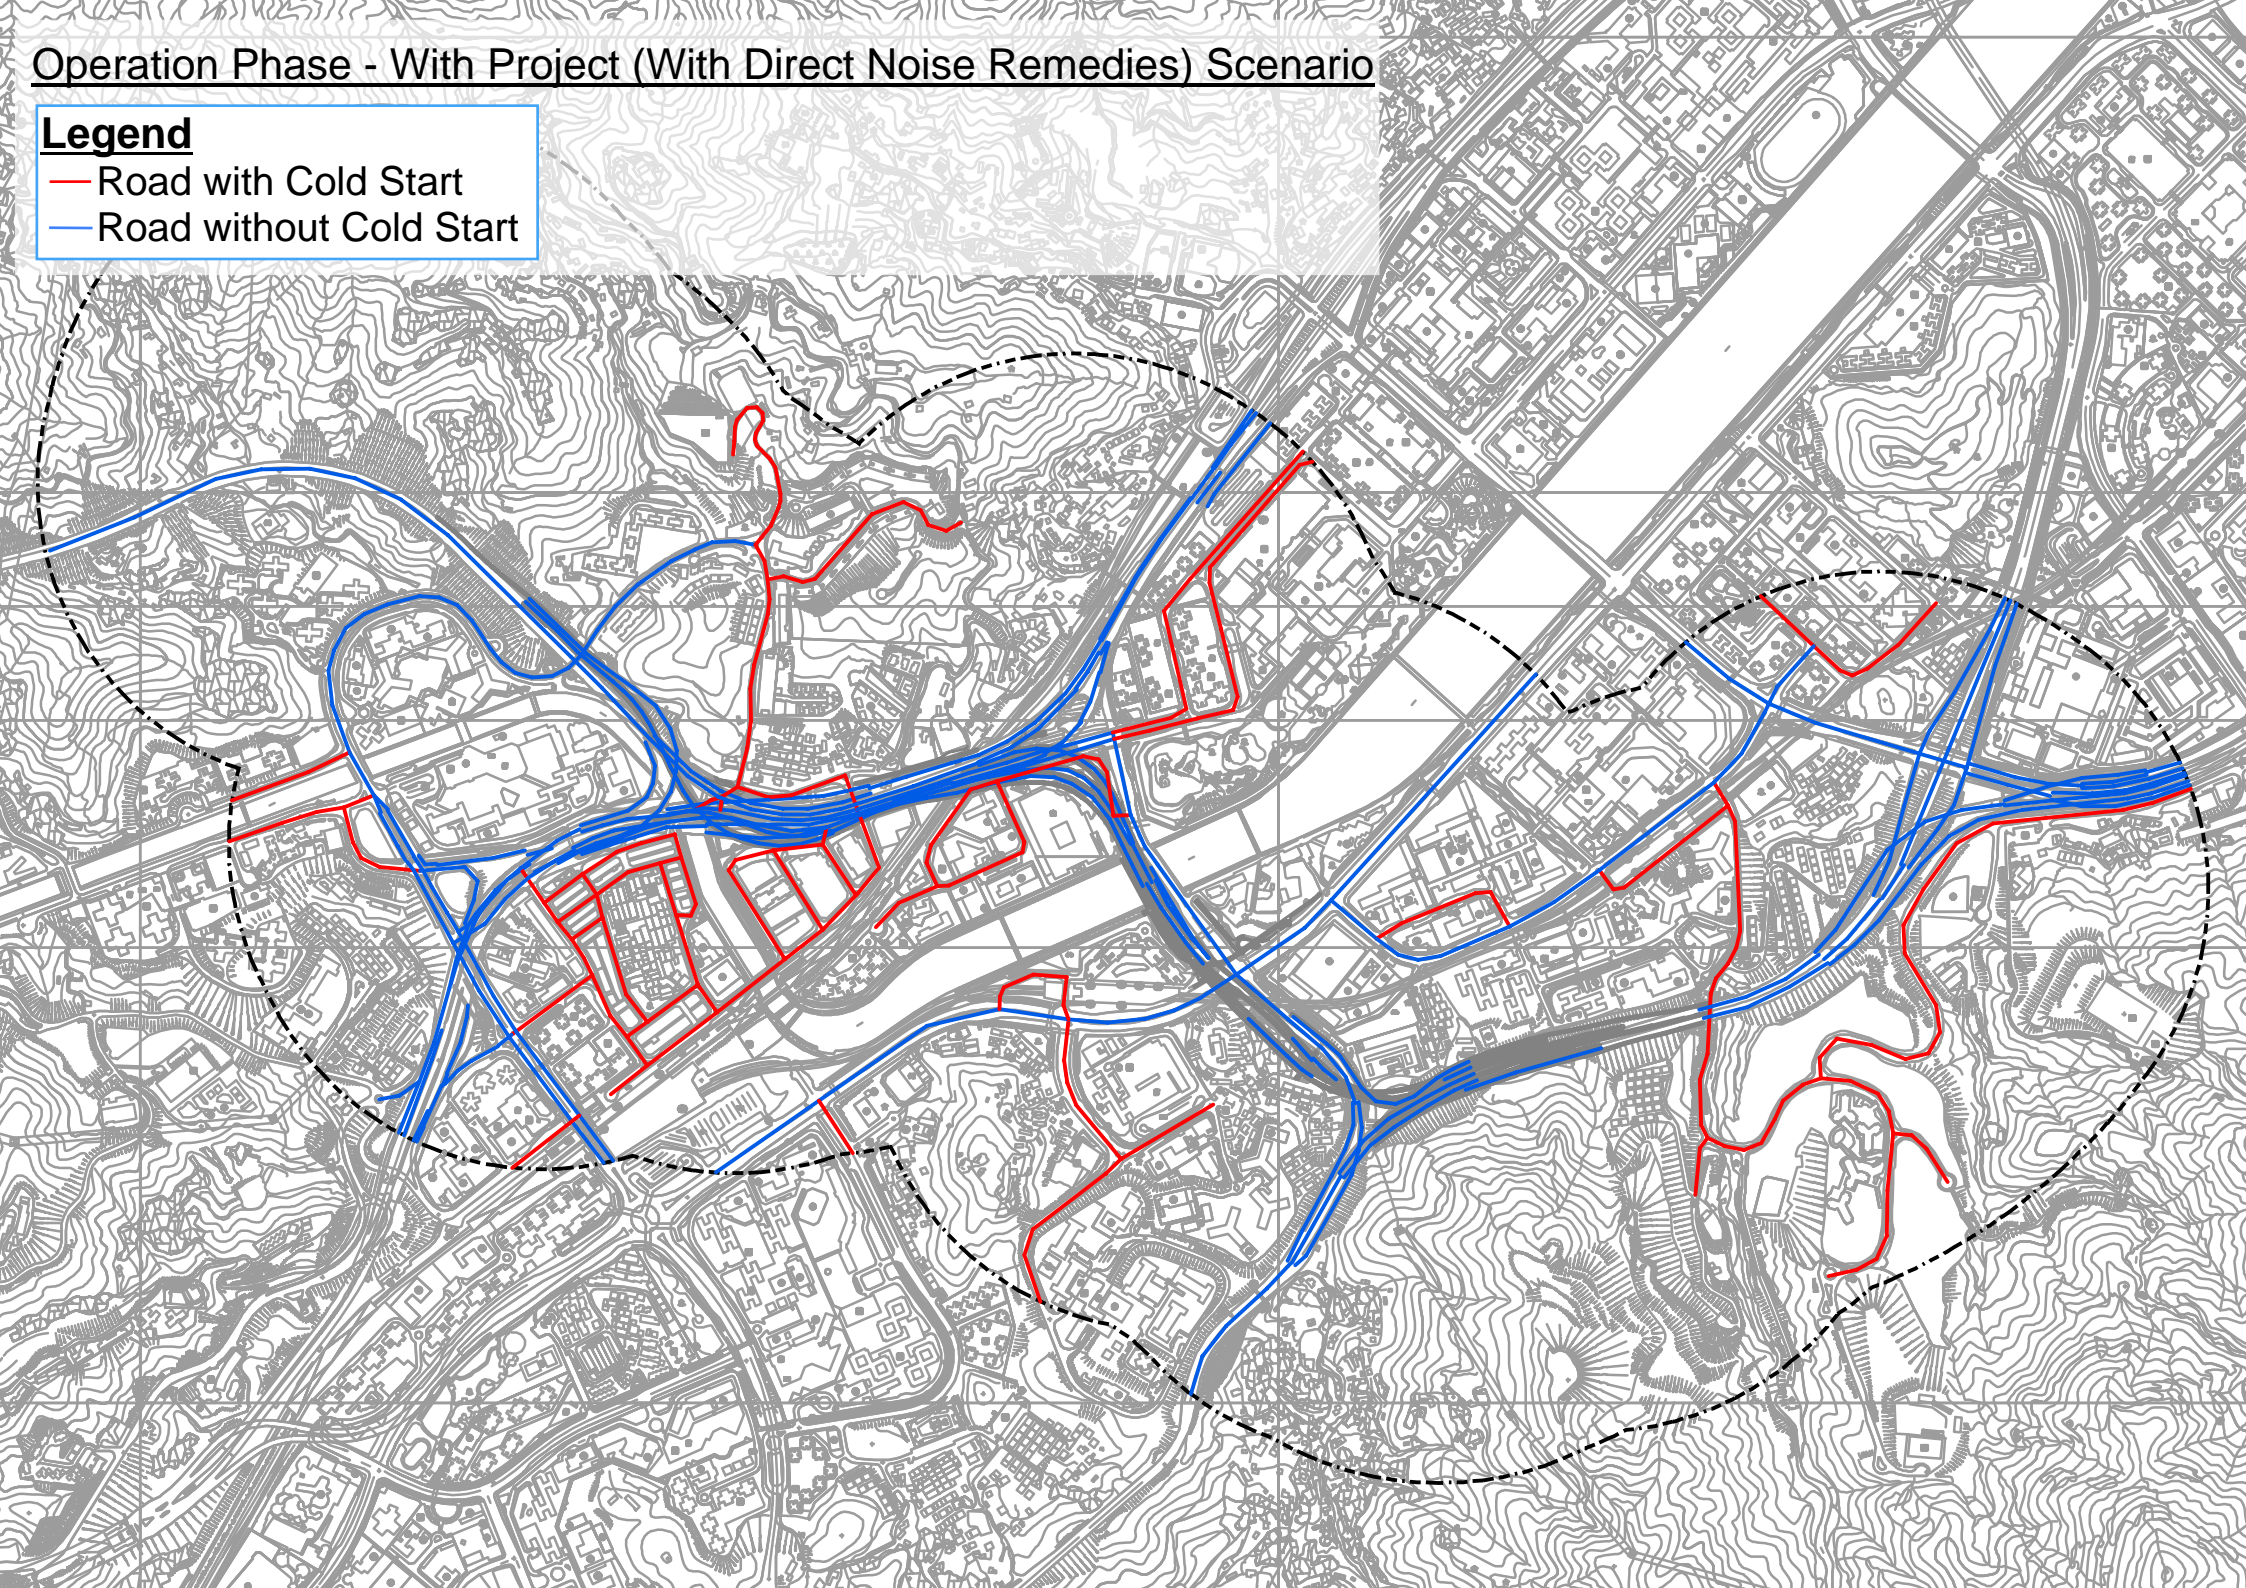 Operation Phase - With Project (With Direct Noise Remedies) Scenario
Legend
Road with Cold Start
Road without Cold Start